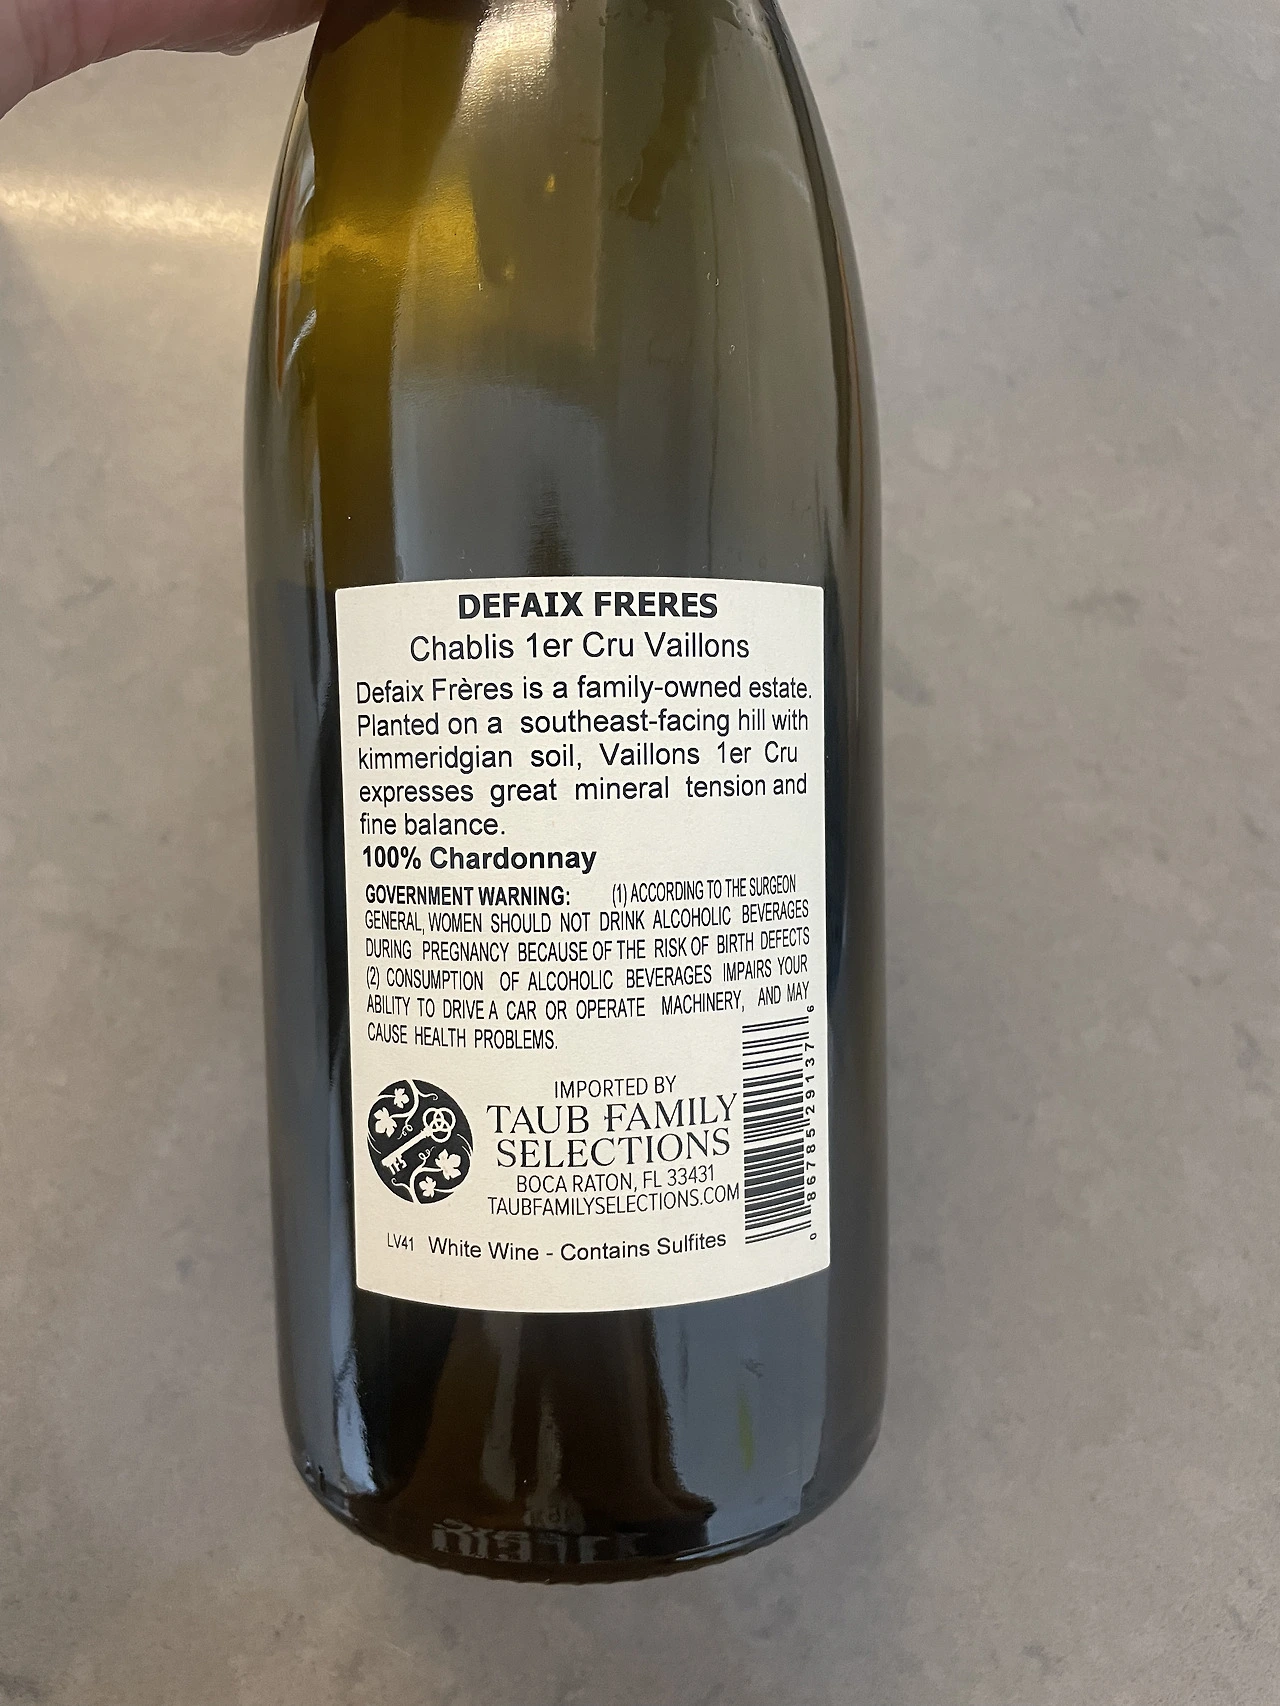 DEFAIX FRERES
Chablis 1er Cru Vaillons
Defaix Frères is a family-owned estate.
Planted on a southeast-facing hill with
kimmeridgian soil, Vaillons 1er Cru
expresses great mineral tension and
fine balance.
100% Chardonnay
GOVERNMENT WARNING: (1) ACCORDING TO THE SURGEON
GENERAL, WOMEN SHOULD NOT DRINK ALCOHOLIC BEVERAGES
DURING PREGNANCY BECAUSE OF THE RISK OF BIRTH DEFECTS
(2) CONSUMPTION OF ALCOHOLIC BEVERAGES IMPAIRS YOUR
ABILITY TO DRIVE A CAR OR OPERATE MACHINERY, AND MAY
CAUSE HEALTH PROBLEMS.
TFS
IMPORTED BY
TAUB FAMILY
SELECTIONS
BOCA RATON, FL 33431
TAUBFAMILYSELECTIONS.COM
0 86785 29137 6
LV41 White Wine - Contains Sulfites